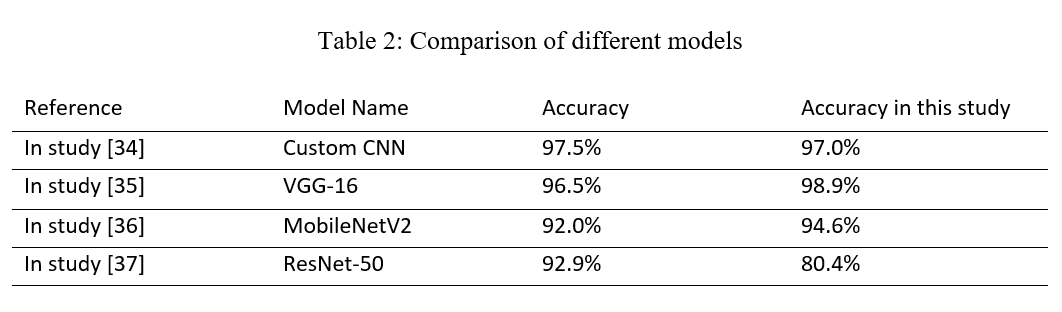 Table 2: Comparison of different models
Reference Model Name Accuracy Accuracy in this study
In study [34] Custom CNN 97.5% 97.0%
In study [35] VGG-16 96.5% 98.9%
In study [36] MobileNetV2 92.0% 94.6%
In study [37] ResNet-50 92.9% 80.4%